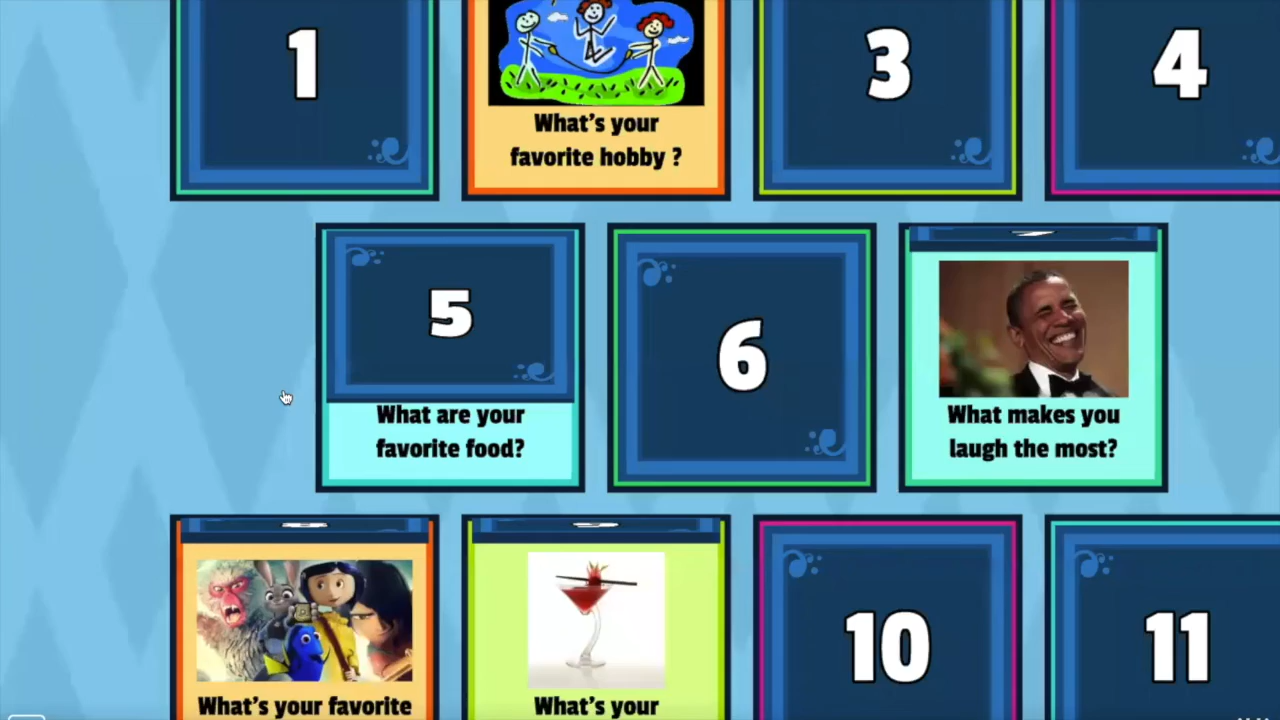 1
What's your
favorite hobby ?
3
4
5
What are your
favorite food?
6
What makes you
laugh the most?
What's your favorite
What's your
10
11